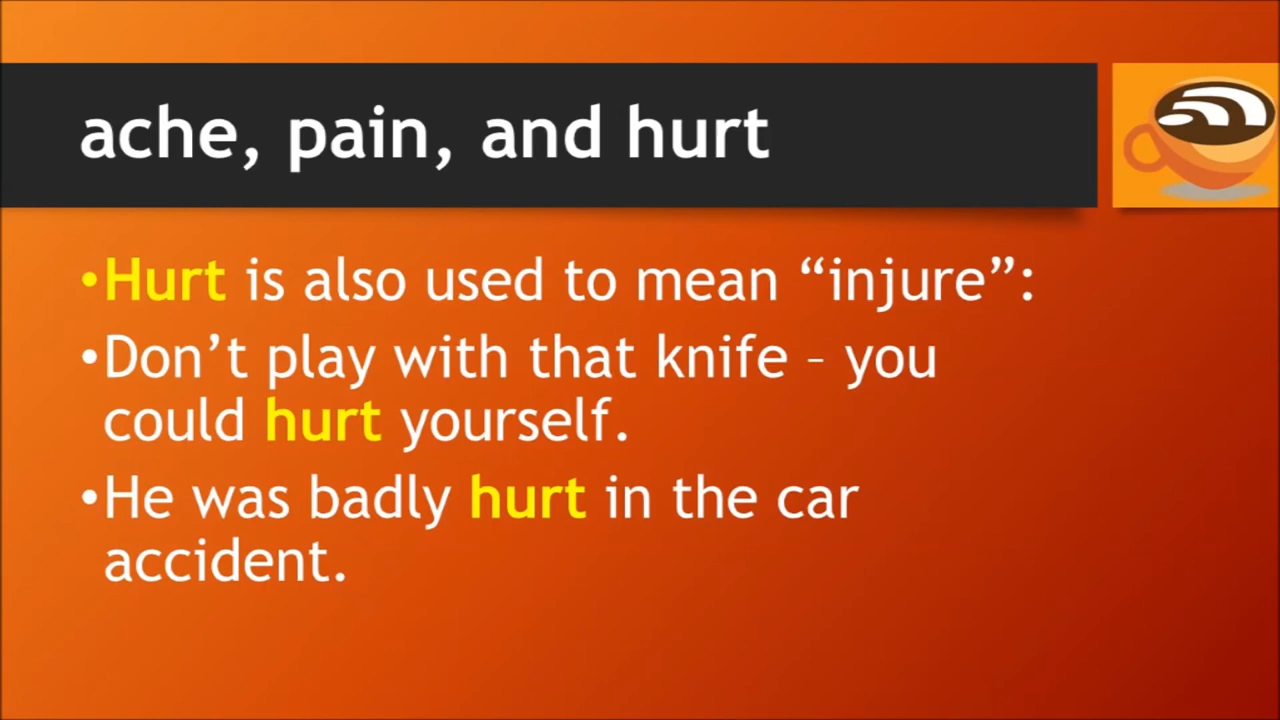 ache, pain, and hurt
•Hurt is also used to mean “injure”:
•Don’t play with that knife – you
could hurt yourself.
•He was badly hurt in the car
accident.